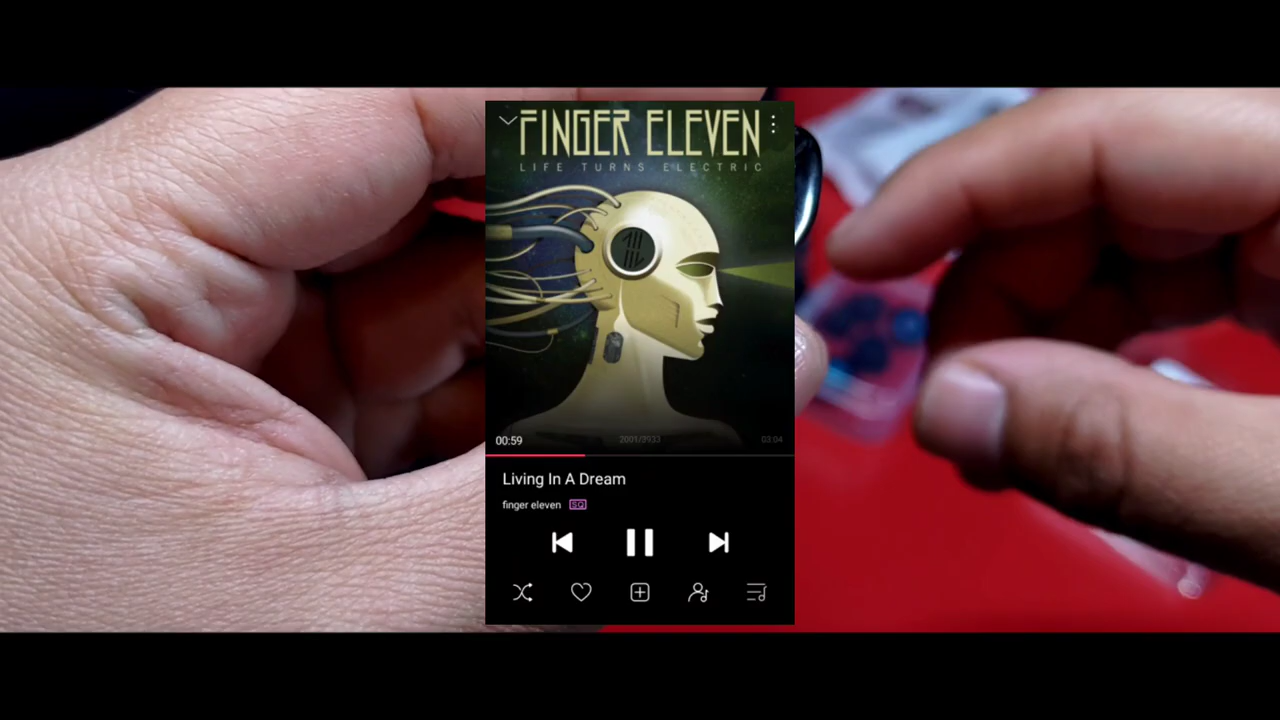 FINGER ELEVEN
LIFE TURNS ELECTRIC
00:59
2001/3933
03:04
Living In A Dream
finger eleven
SQ